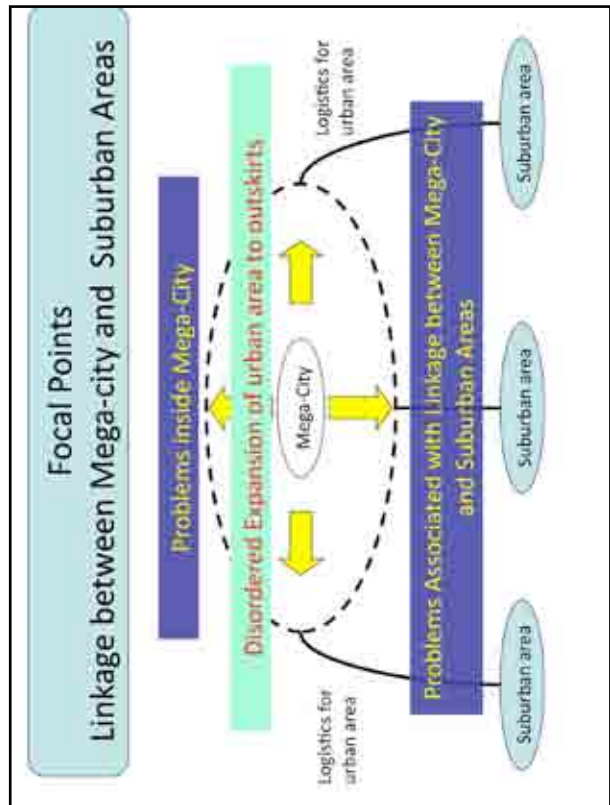 Focal Points
Linkage between Mega-city and Suburban Areas
Problems inside Mega-City
Disordered Expansion of urban area to outskirts
Logistics for
urban area
Mega-City
Logistics for
urban area
Problems Associated with Linkage between Mega-City
and Suburban Areas
Suburban area
Suburban area
Suburban area